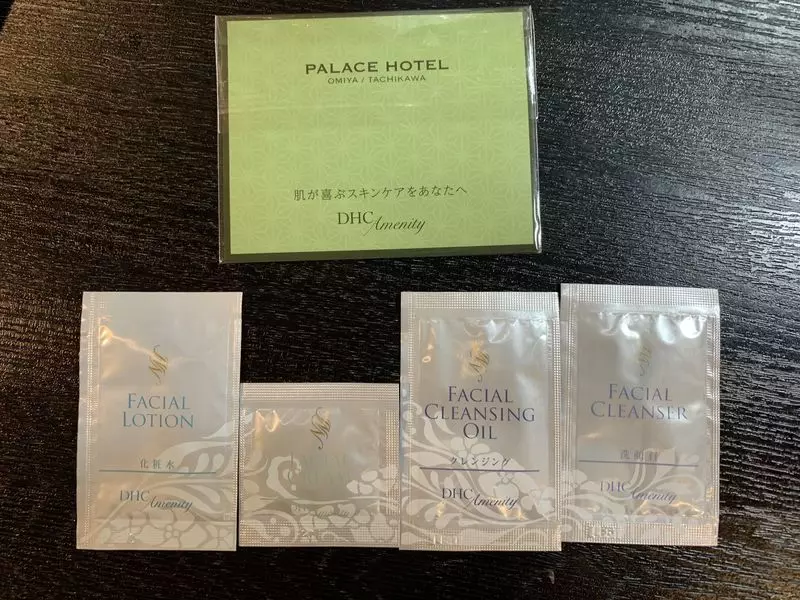 PALACE HOTEL
OMIYA / TACHIKAWA
肌が喜ぶスキンケアをあなたへ
DHC Amenity
FACIAL
LOTION
化粧水
DHC Amenity
FACIAL
CLEANSING
OIL
クレンジング
DHC Amenity
FACIAL
CLEANSER
洗顔料
DHC Amenity